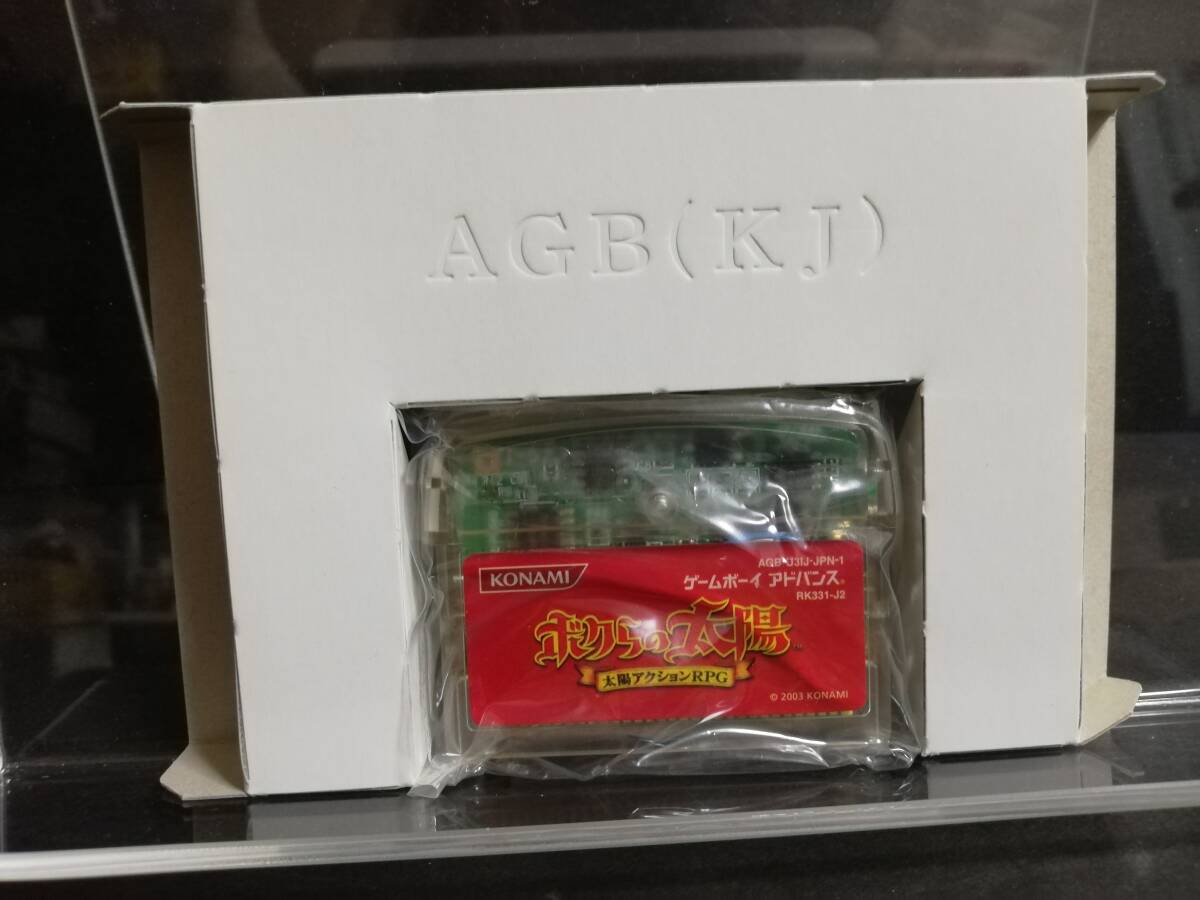 AGB(KJ)
KONAMI
AGB-U3IJ-JPN-1
ゲームボーイ アドバンス
RK331-J2
ボクらの太陽
TM
太陽アクションRPG
© 2003 KONAMI